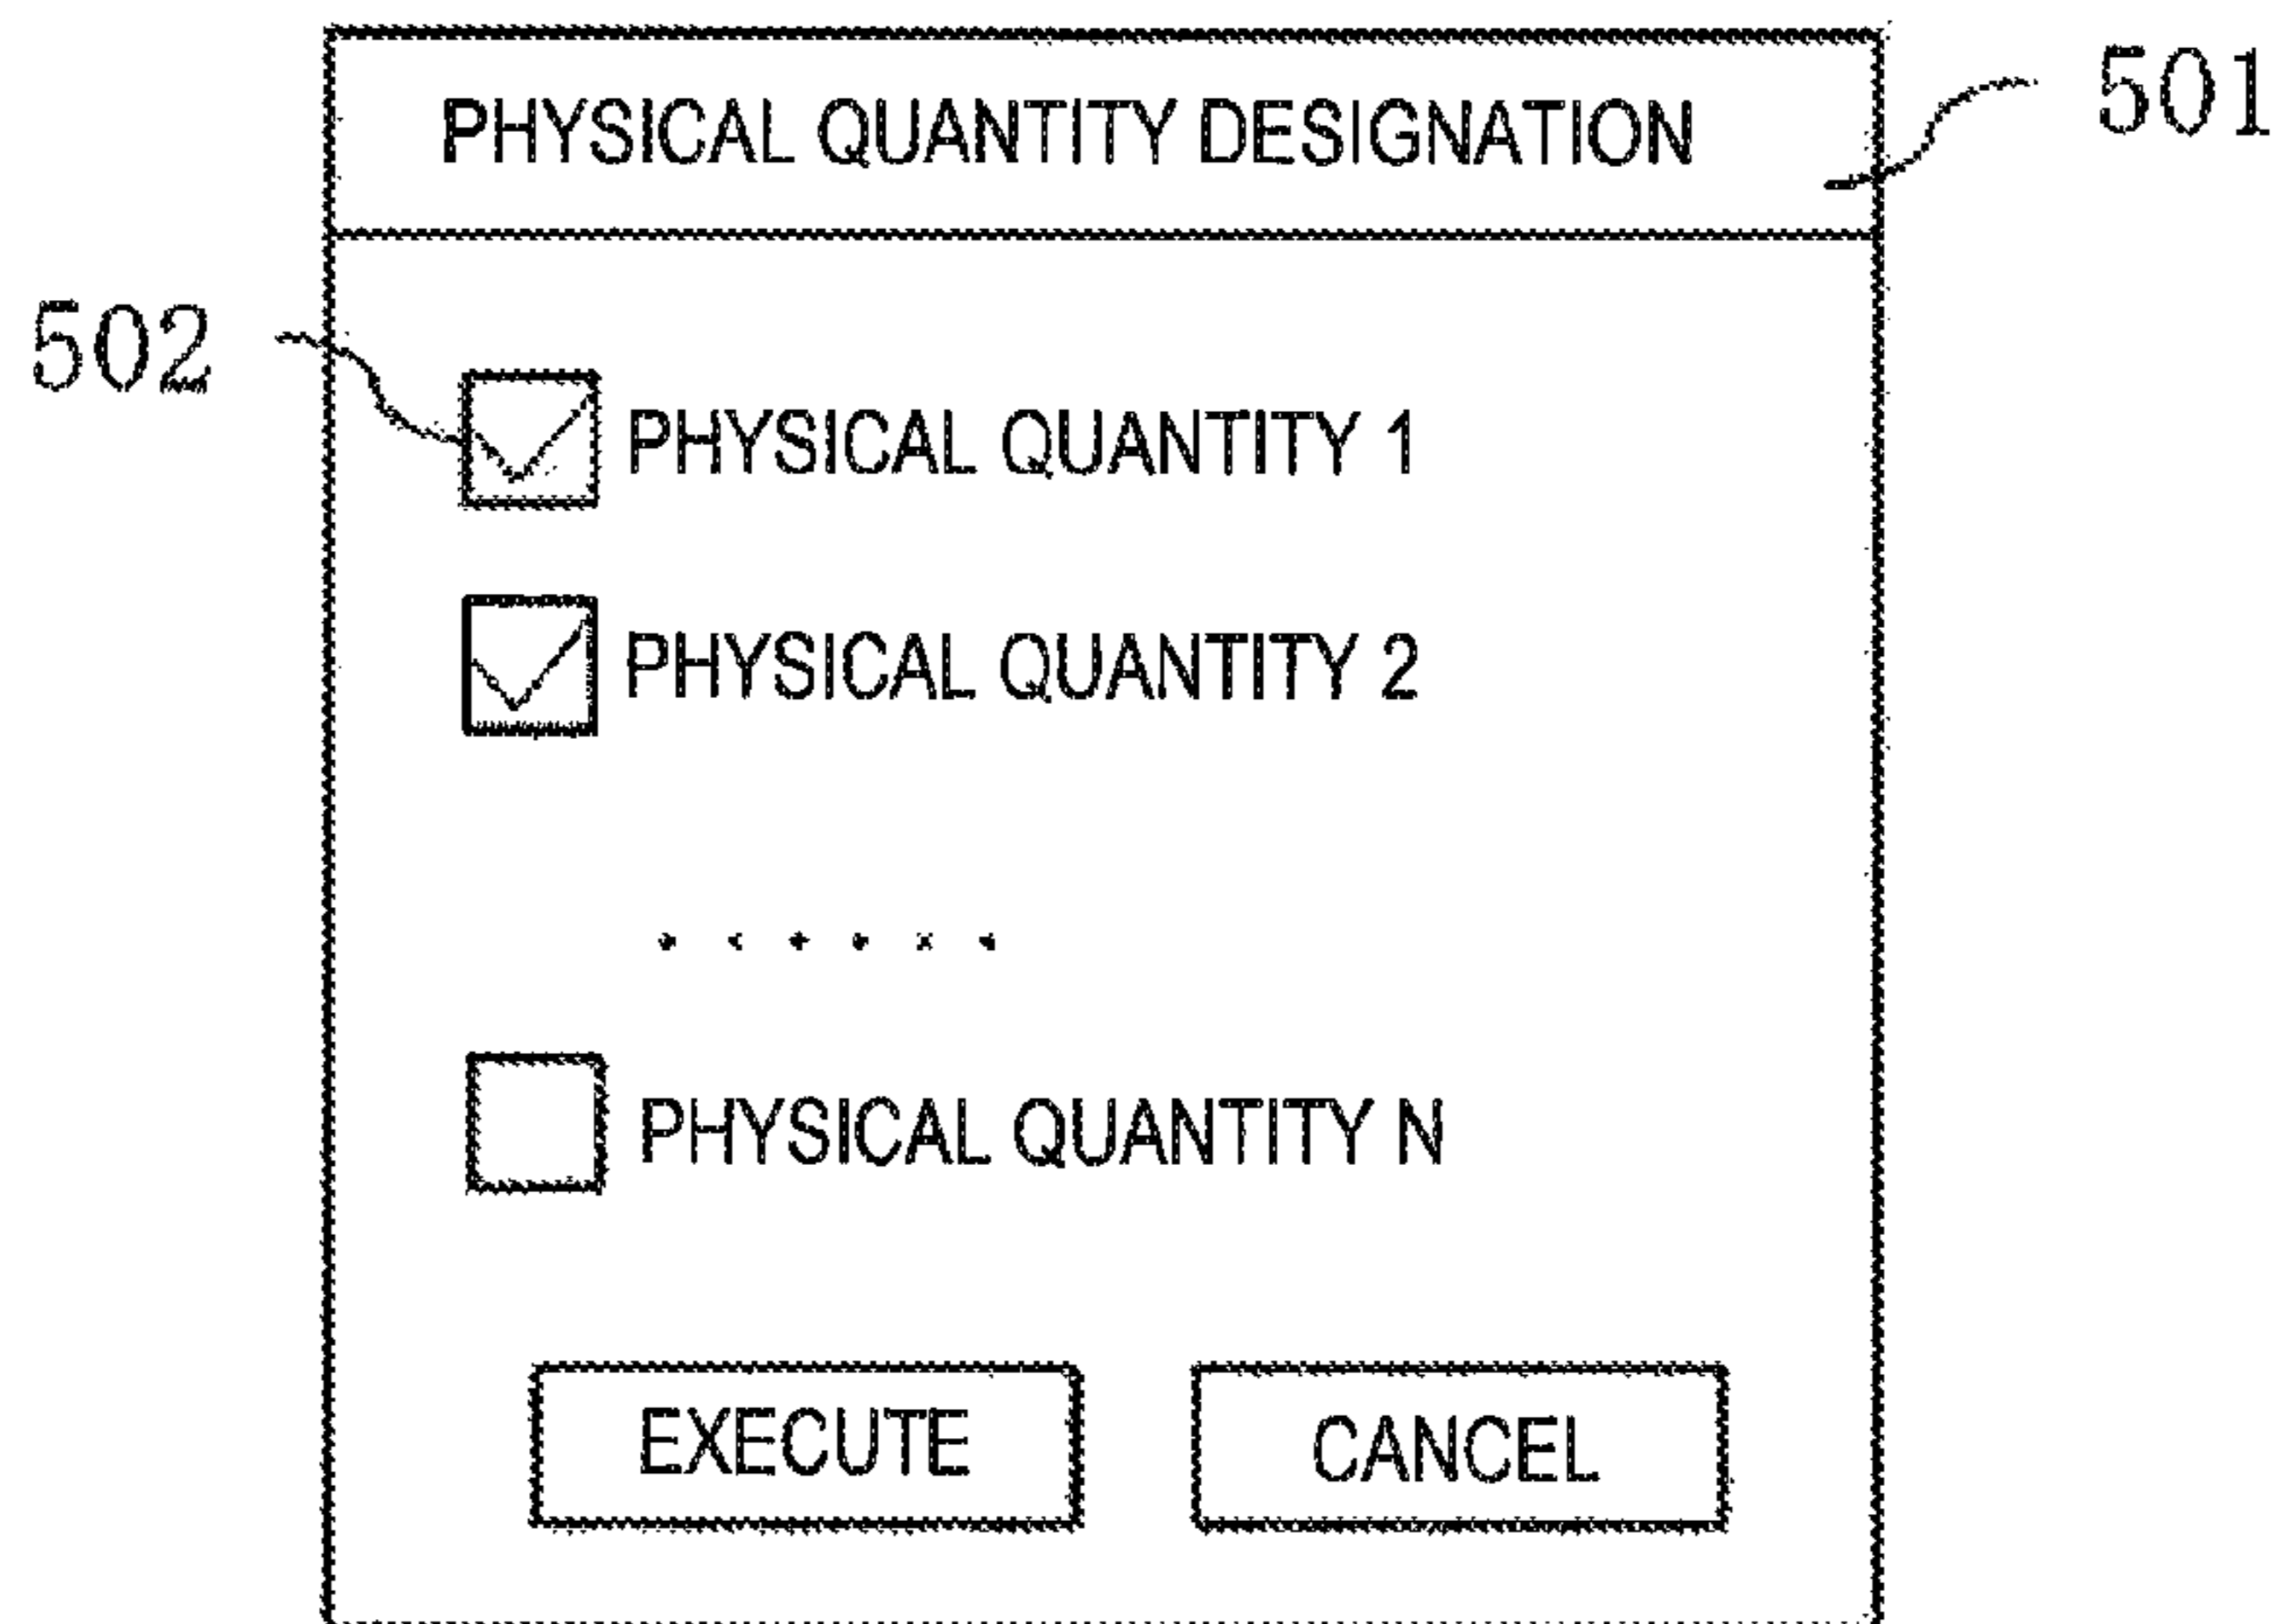 PHYSICAL QUANTITY DESIGNATION
501
502
PHYSICAL QUANTITY 1
PHYSICAL QUANTITY 2
......
PHYSICAL QUANTITY N
EXECUTE
CANCEL